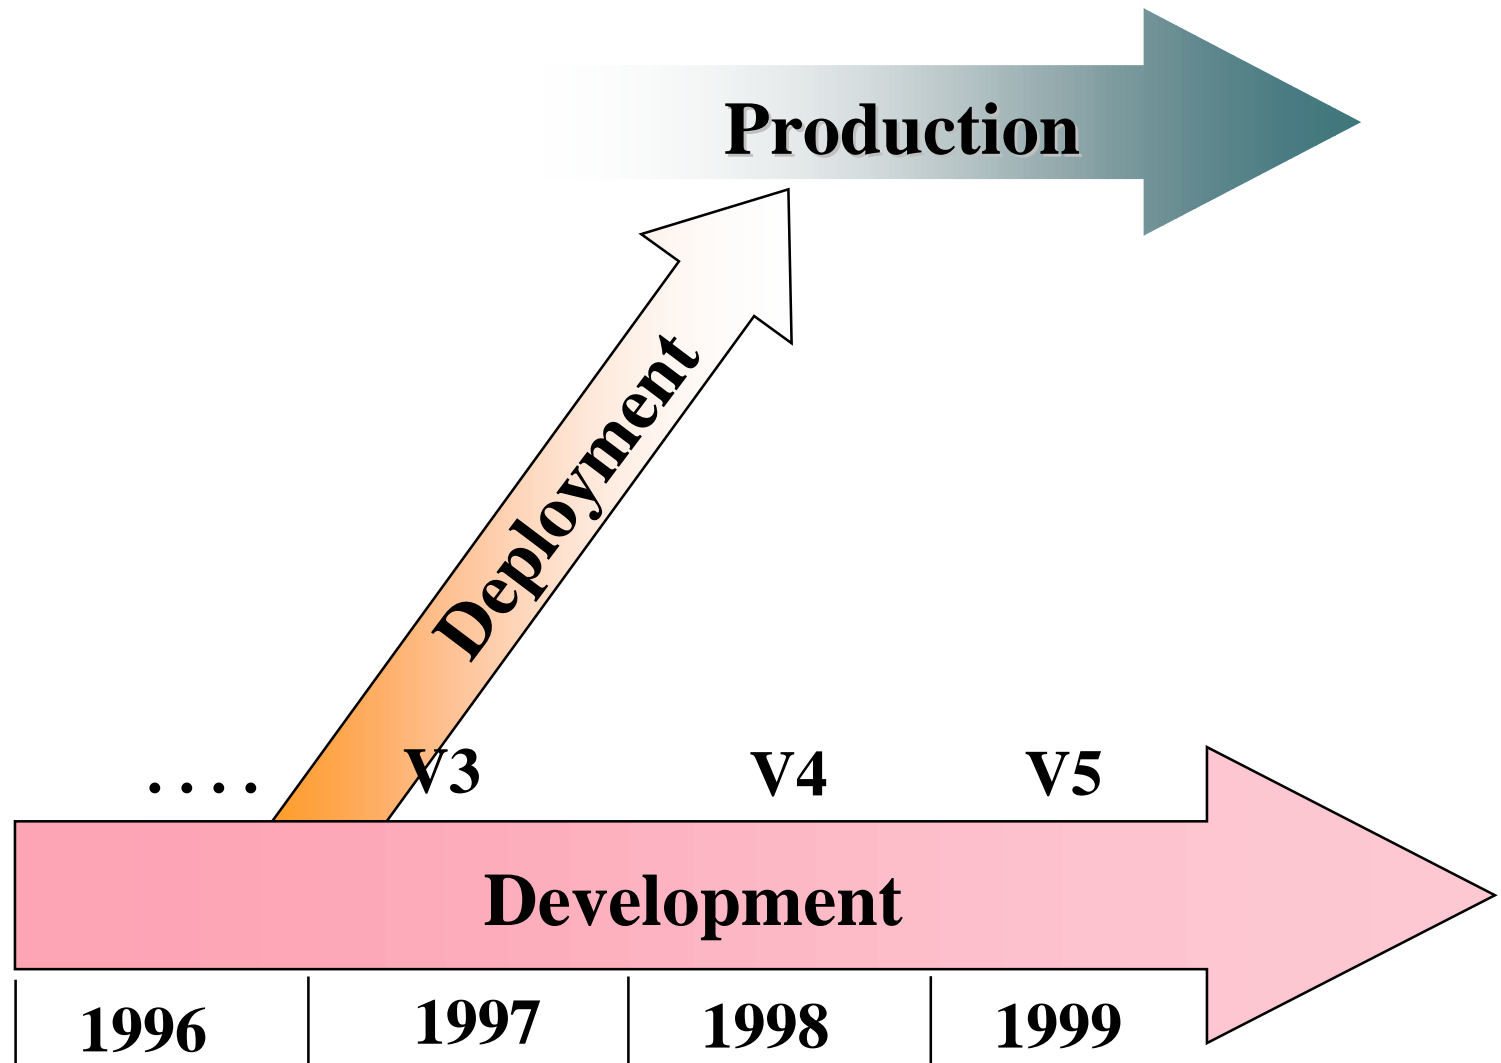 Production
Deployment
. . . . V3 V4 V5
Development
1996 1997 1998 1999